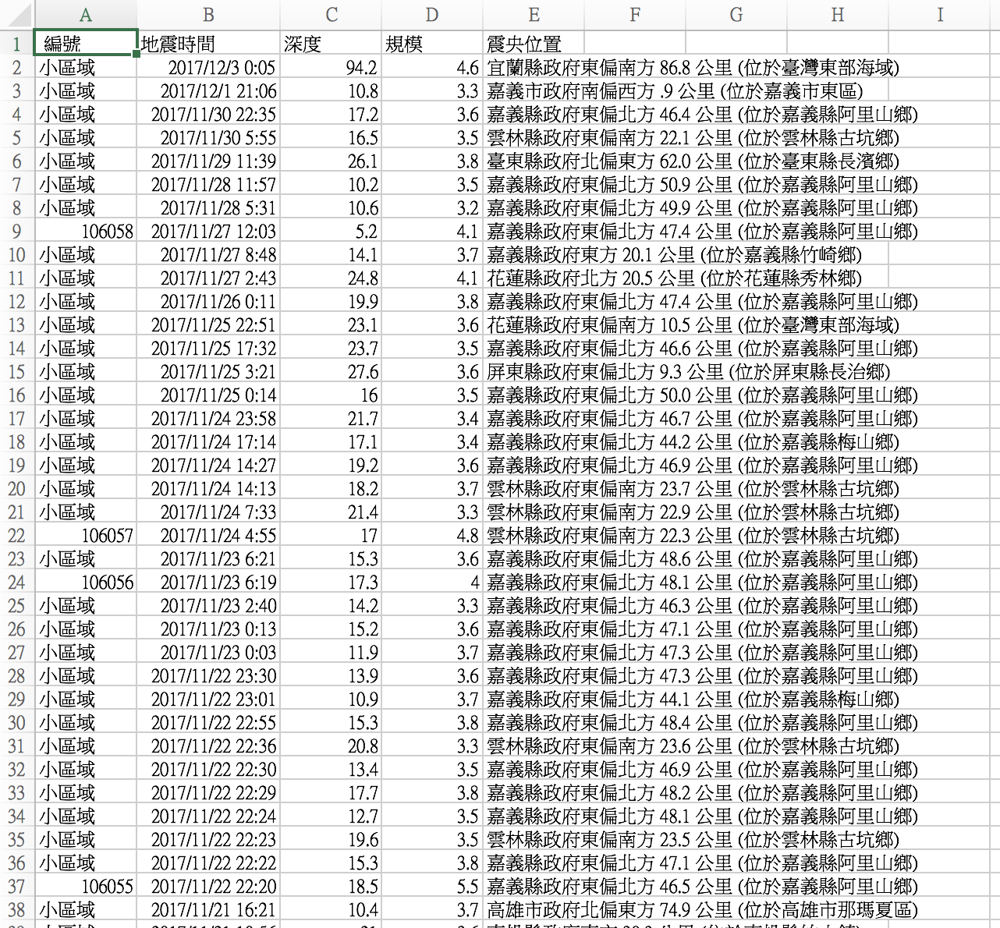 A B C D E F G H I
1 編號 地震時間 深度 規模 震央位置
2 小區域 2017/12/3 0:05 94.2 4.6 宜蘭縣政府東偏南方 86.8 公里 (位於臺灣東部海域)
3 小區域 2017/12/1 21:06 10.8 3.3 嘉義市政府南偏西方 .9 公里 (位於嘉義市東區)
4 小區域 2017/11/30 22:35 17.2 3.6 嘉義縣政府東偏北方 46.4 公里 (位於嘉義縣阿里山鄉)
5 小區域 2017/11/30 5:55 16.5 3.5 雲林縣政府東偏南方 22.1 公里 (位於雲林縣古坑鄉)
6 小區域 2017/11/29 11:39 26.1 3.8 臺東縣政府北偏東方 62.0 公里 (位於臺東縣長濱鄉)
7 小區域 2017/11/28 11:57 10.2 3.5 嘉義縣政府東偏北方 50.9 公里 (位於嘉義縣阿里山鄉)
8 小區域 2017/11/28 5:31 10.6 3.2 嘉義縣政府東偏北方 49.9 公里 (位於嘉義縣阿里山鄉)
9 106058 2017/11/27 12:03 5.2 4.1 嘉義縣政府東偏北方 47.4 公里 (位於嘉義縣阿里山鄉)
10 小區域 2017/11/27 8:48 14.1 3.7 嘉義縣政府東方 20.1 公里 (位於嘉義縣竹崎鄉)
11 小區域 2017/11/27 2:43 24.8 4.1 花蓮縣政府北方 20.5 公里 (位於花蓮縣秀林鄉)
12 小區域 2017/11/26 0:11 19.9 3.8 嘉義縣政府東偏北方 47.4 公里 (位於嘉義縣阿里山鄉)
13 小區域 2017/11/25 22:51 23.1 3.6 花蓮縣政府東偏南方 10.5 公里 (位於臺灣東部海域)
14 小區域 2017/11/25 17:32 23.7 3.5 嘉義縣政府東偏北方 46.6 公里 (位於嘉義縣阿里山鄉)
15 小區域 2017/11/25 3:21 27.6 3.6 屏東縣政府東偏北方 9.3 公里 (位於屏東縣長治鄉)
16 小區域 2017/11/25 0:14 16 3.5 嘉義縣政府東偏北方 50.0 公里 (位於嘉義縣阿里山鄉)
17 小區域 2017/11/24 23:58 21.7 3.4 嘉義縣政府東偏北方 46.7 公里 (位於嘉義縣阿里山鄉)
18 小區域 2017/11/24 17:14 17.1 3.4 嘉義縣政府東偏北方 44.2 公里 (位於嘉義縣梅山鄉)
19 小區域 2017/11/24 14:27 19.2 3.6 嘉義縣政府東偏北方 46.9 公里 (位於嘉義縣阿里山鄉)
20 小區域 2017/11/24 14:13 18.2 3.7 雲林縣政府東偏南方 23.7 公里 (位於雲林縣古坑鄉)
21 小區域 2017/11/24 7:33 21.4 3.3 雲林縣政府東偏南方 22.9 公里 (位於雲林縣古坑鄉)
22 106057 2017/11/24 4:55 17 4.8 雲林縣政府東偏南方 22.3 公里 (位於雲林縣古坑鄉)
23 小區域 2017/11/23 6:21 15.3 3.6 嘉義縣政府東偏北方 48.6 公里 (位於嘉義縣阿里山鄉)
24 106056 2017/11/23 6:19 17.3 4 嘉義縣政府東偏北方 48.1 公里 (位於嘉義縣阿里山鄉)
25 小區域 2017/11/23 2:40 14.2 3.3 嘉義縣政府東偏北方 46.3 公里 (位於嘉義縣阿里山鄉)
26 小區域 2017/11/23 0:13 15.2 3.6 嘉義縣政府東偏北方 47.1 公里 (位於嘉義縣阿里山鄉)
27 小區域 2017/11/23 0:03 11.9 3.7 嘉義縣政府東偏北方 47.3 公里 (位於嘉義縣阿里山鄉)
28 小區域 2017/11/22 23:30 13.9 3.6 嘉義縣政府東偏北方 47.3 公里 (位於嘉義縣阿里山鄉)
29 小區域 2017/11/22 23:01 10.9 3.7 嘉義縣政府東偏北方 44.1 公里 (位於嘉義縣梅山鄉)
30 小區域 2017/11/22 22:55 15.3 3.8 嘉義縣政府東偏北方 48.4 公里 (位於嘉義縣阿里山鄉)
31 小區域 2017/11/22 22:36 20.8 3.3 雲林縣政府東偏南方 23.6 公里 (位於雲林縣古坑鄉)
32 小區域 2017/11/22 22:30 13.4 3.5 嘉義縣政府東偏北方 46.9 公里 (位於嘉義縣阿里山鄉)
33 小區域 2017/11/22 22:29 17.7 3.8 嘉義縣政府東偏北方 48.2 公里 (位於嘉義縣阿里山鄉)
34 小區域 2017/11/22 22:24 12.7 3.5 嘉義縣政府東偏北方 48.1 公里 (位於嘉義縣阿里山鄉)
35 小區域 2017/11/22 22:23 19.6 3.5 雲林縣政府東偏南方 23.5 公里 (位於雲林縣古坑鄉)
36 小區域 2017/11/22 22:22 15.3 3.8 嘉義縣政府東偏北方 47.1 公里 (位於嘉義縣阿里山鄉)
37 106055 2017/11/22 22:20 18.5 5.5 嘉義縣政府東偏北方 46.5 公里 (位於嘉義縣阿里山鄉)
38 小區域 2017/11/21 16:21 10.4 3.7 高雄市政府北偏東方 74.9 公里 (位於高雄市那瑪夏區)